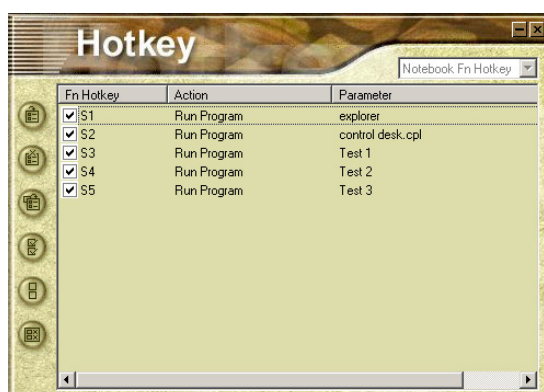 Hotkey
Notebook Fn Hotkey
Fn Hotkey Action Parameter
S1 Run Program explorer
S2 Run Program control desk.cpl
S3 Run Program Test 1
S4 Run Program Test 2
S5 Run Program Test 3